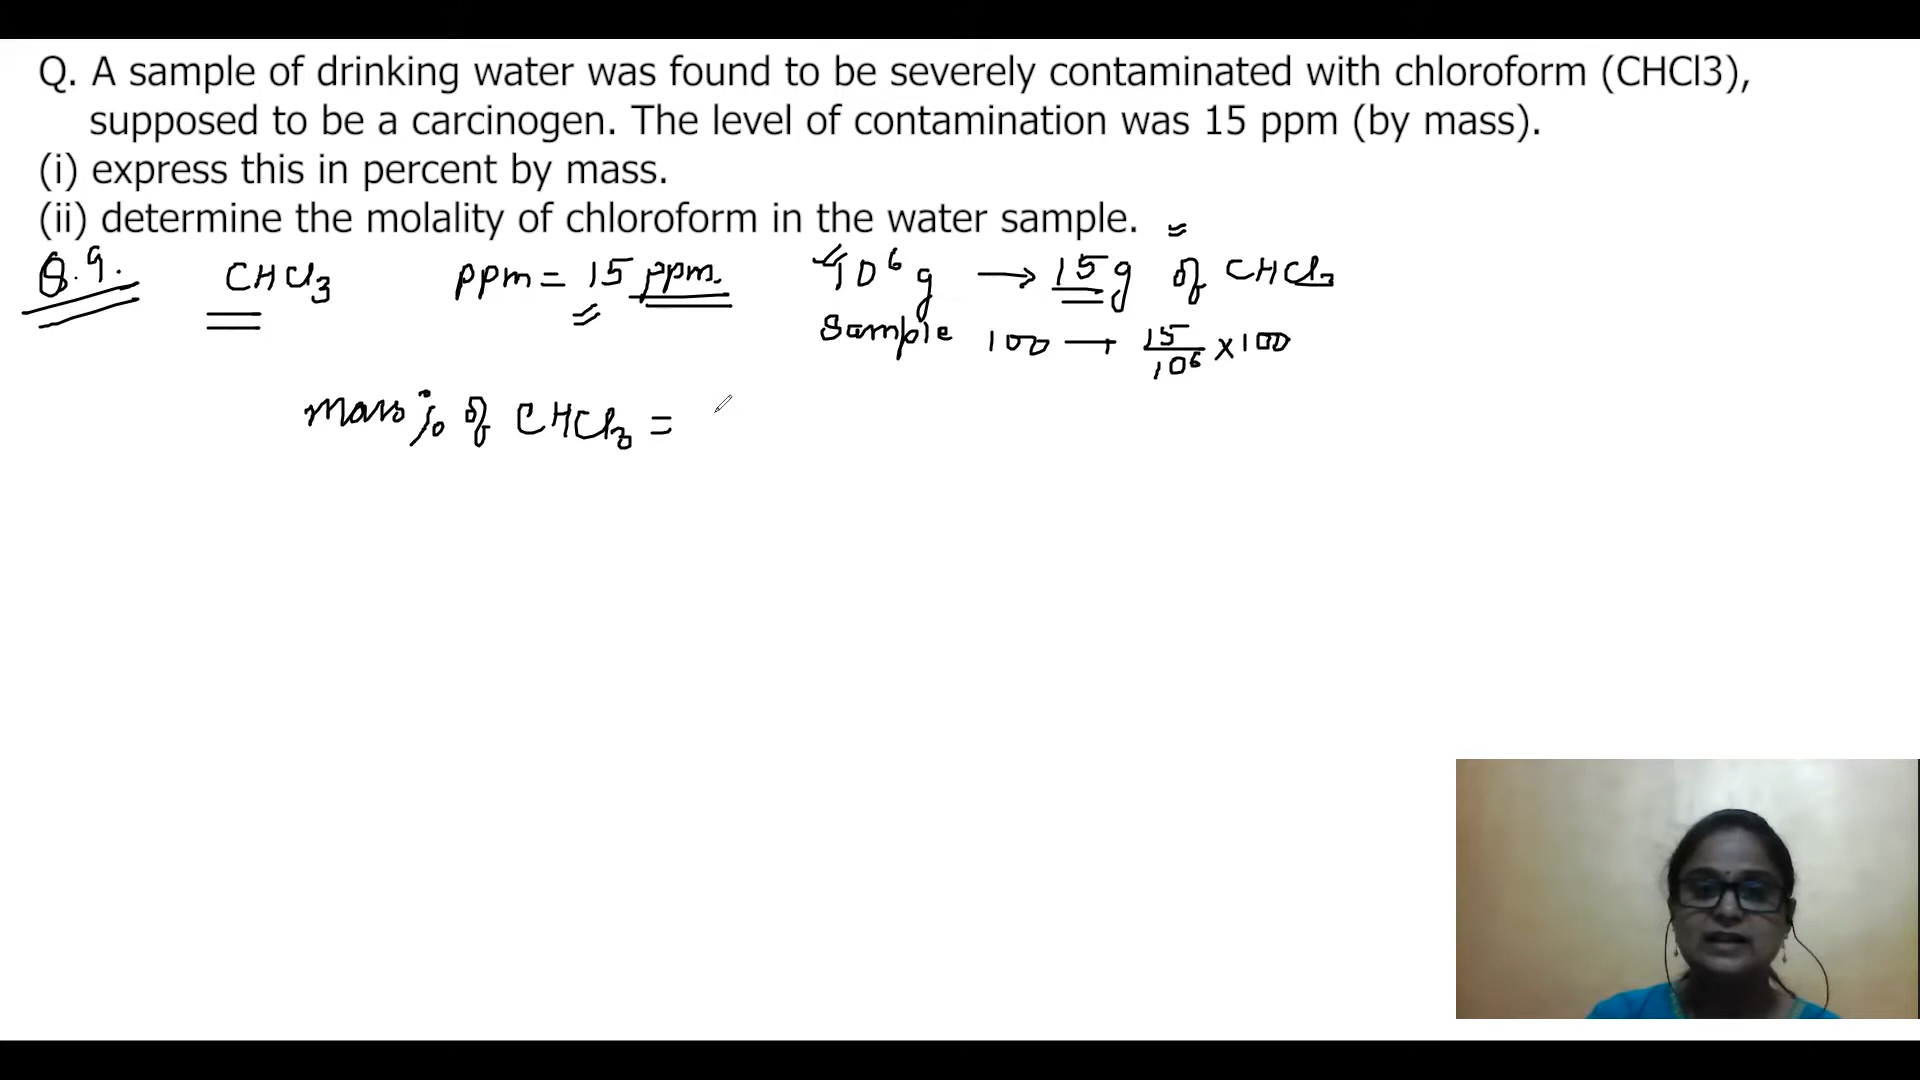 Q. A sample of drinking water was found to be severely contaminated with chloroform (CHCl3),
supposed to be a carcinogen. The level of contamination was 15 ppm (by mass).
(i) express this in percent by mass.
(ii) determine the molality of chloroform in the water sample.
Q.9. CHCl3 ppm = 15 ppm. 10⁶ g → 15 g of CHCl3
Sample 100 → 15/10⁶ × 100
mass % of CHCl3 =